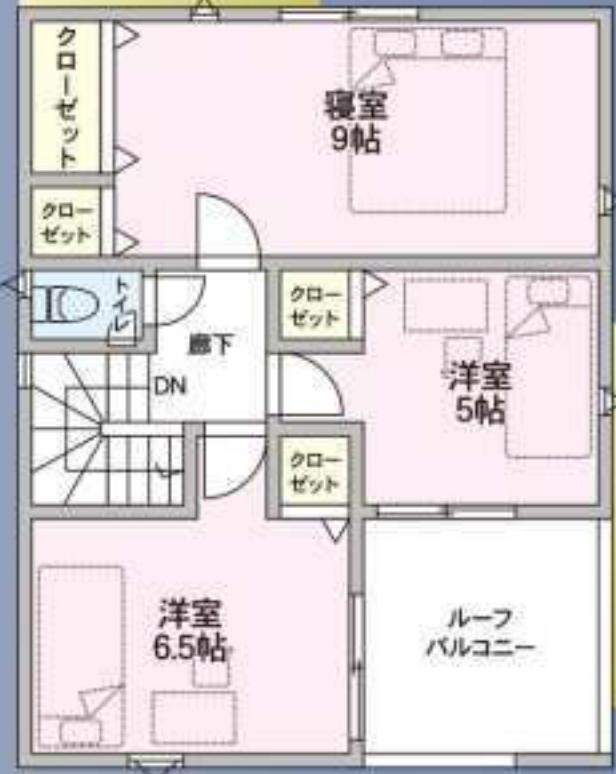 クローゼット
寝室
9帖
クロー
ゼット
トイレ
廊下
クロー
ゼット
洋室
5帖
DN
クロー
ゼット
洋室
6.5帖
ルーフ
バルコニー